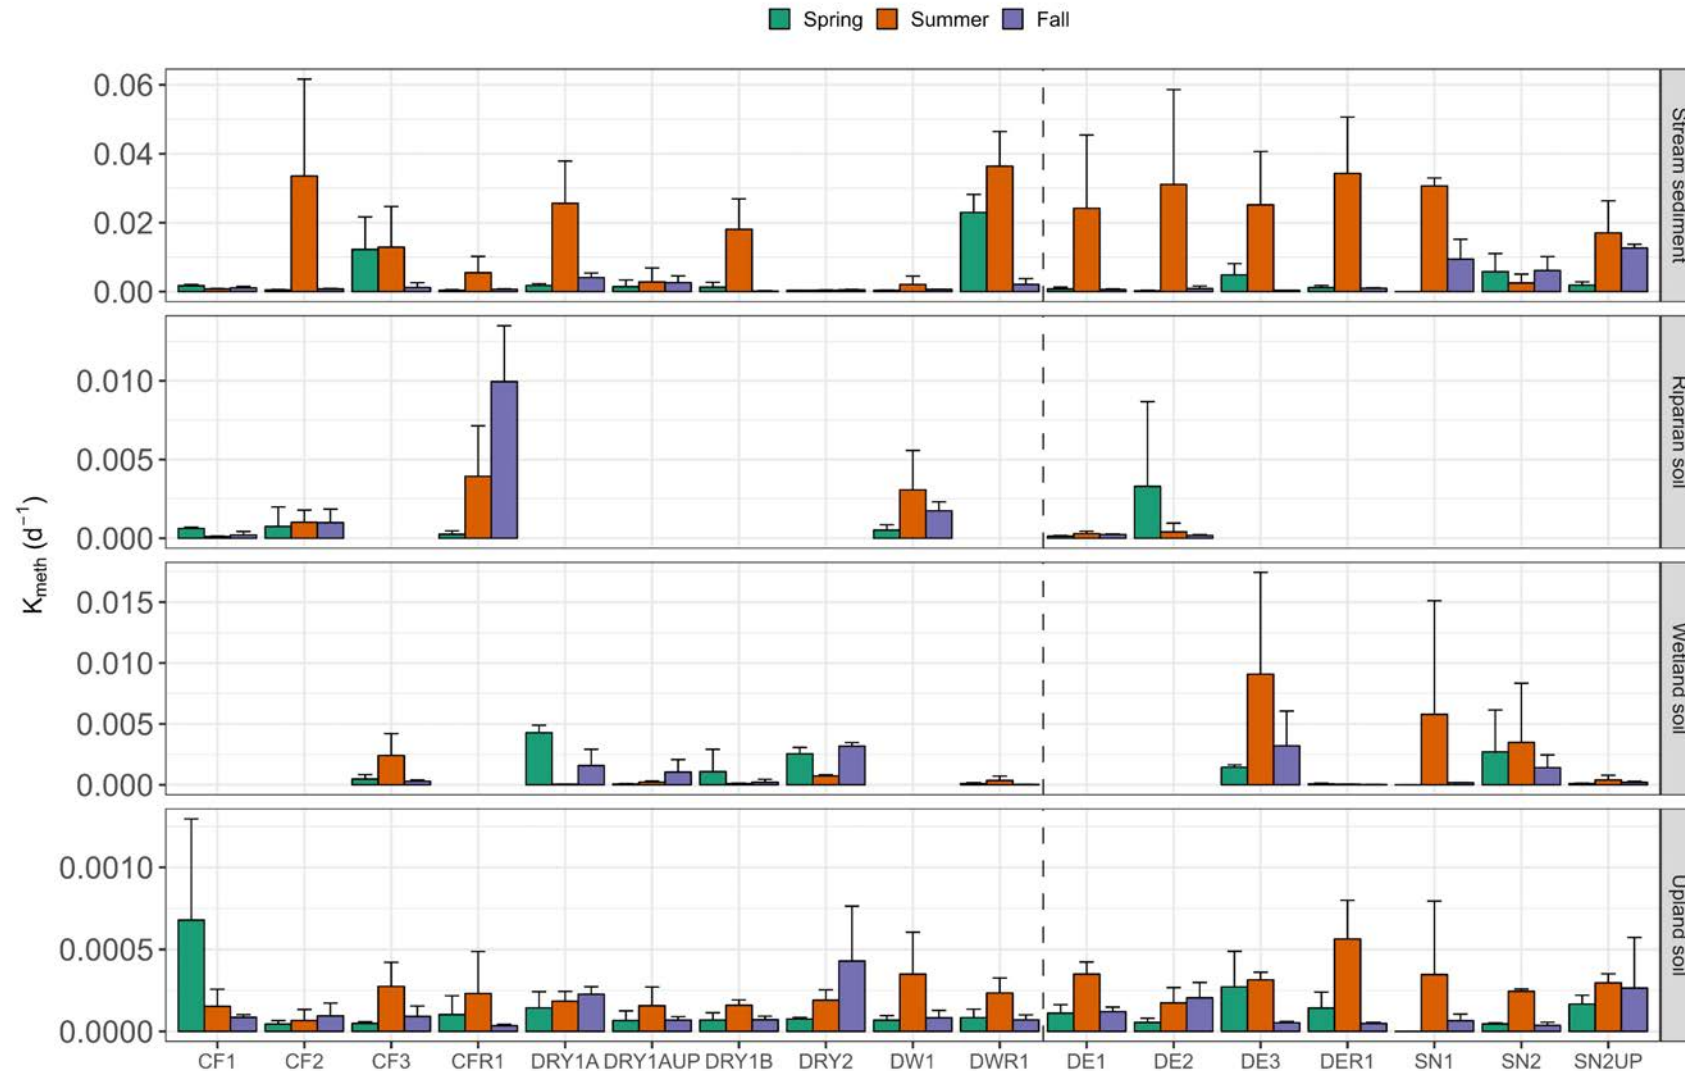 Spring Summer Fall
0.06
0.04
0.02
0.00
Stream sediment
0.010
0.005
0.000
Riparian soil
K_meth (d⁻¹)
0.015
0.010
0.005
0.000
Wetland soil
0.0010
0.0005
0.0000
Upland soil
CF1 CF2 CF3 CFR1 DRY1A DRY1AUP DRY1B DRY2 DW1 DWR1 DE1 DE2 DE3 DER1 SN1 SN2 SN2UP